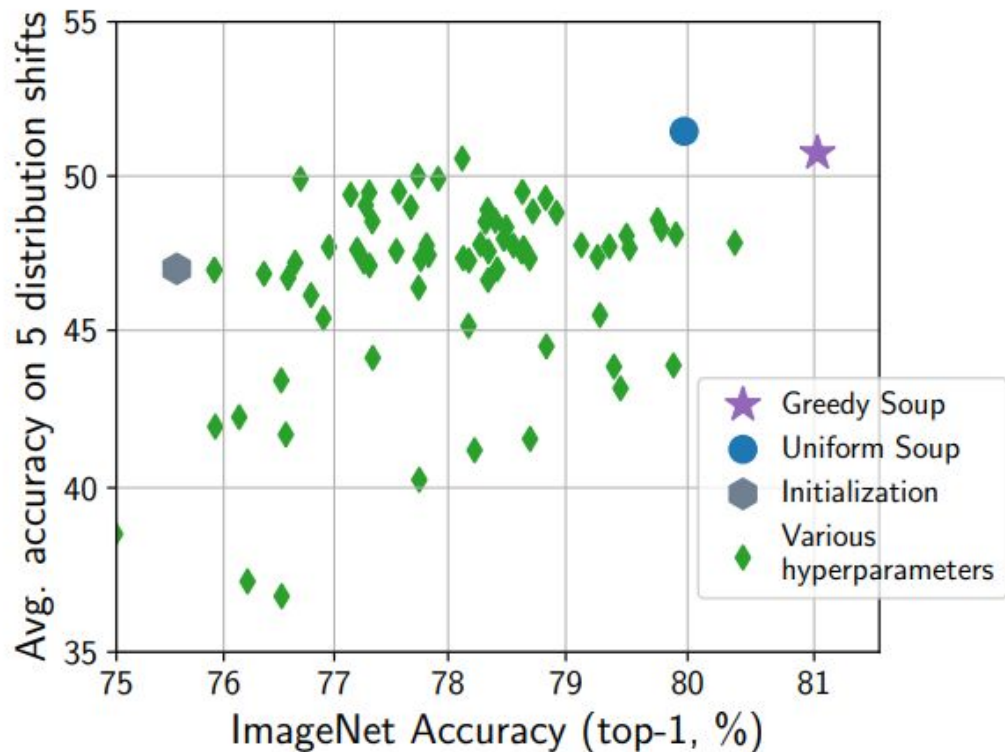 55
50
45
40
35
Avg. accuracy on 5 distribution shifts
75 76 77 78 79 80 81
ImageNet Accuracy (top-1, %)
Greedy Soup
Uniform Soup
Initialization
Various
hyperparameters